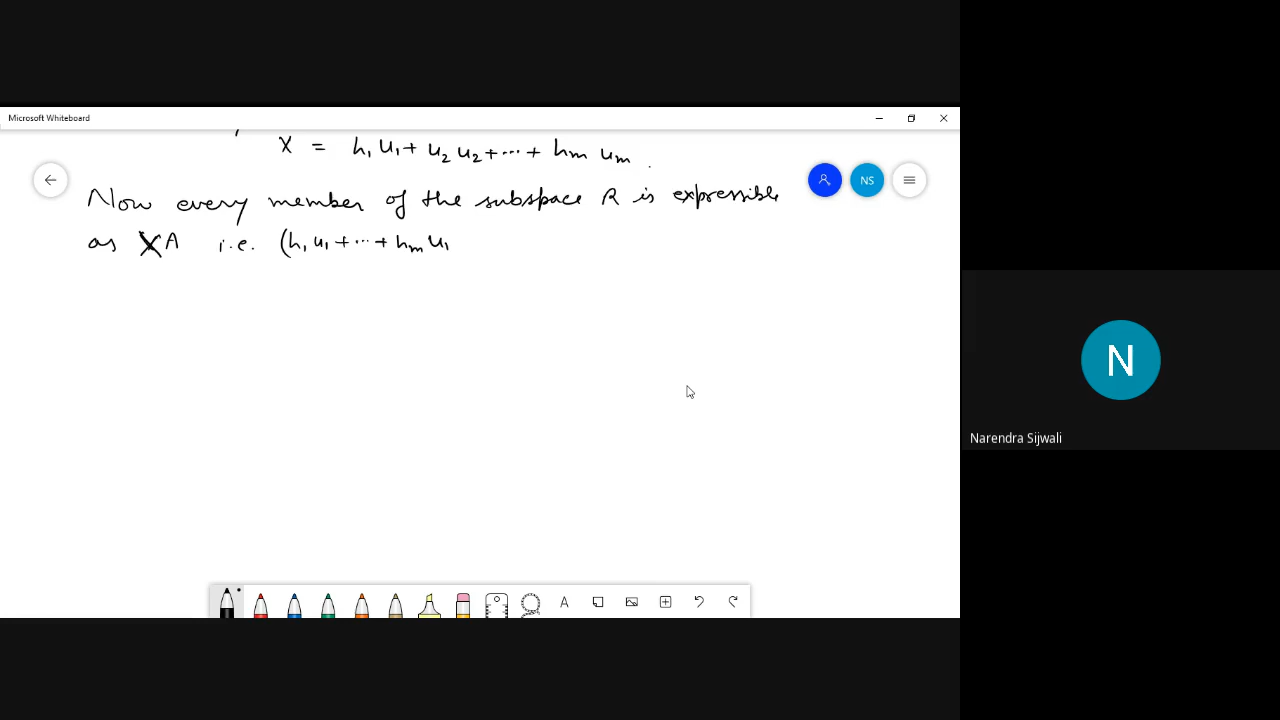 Microsoft Whiteboard
X = h₁ u₁ + u₂ u₂ + ... + hₘ uₘ .
Now every member of the subspace R is expressible
as XA i.e. (h₁ u₁ + ... + hₘ u₁
NS
N
Narendra Sijwali
A